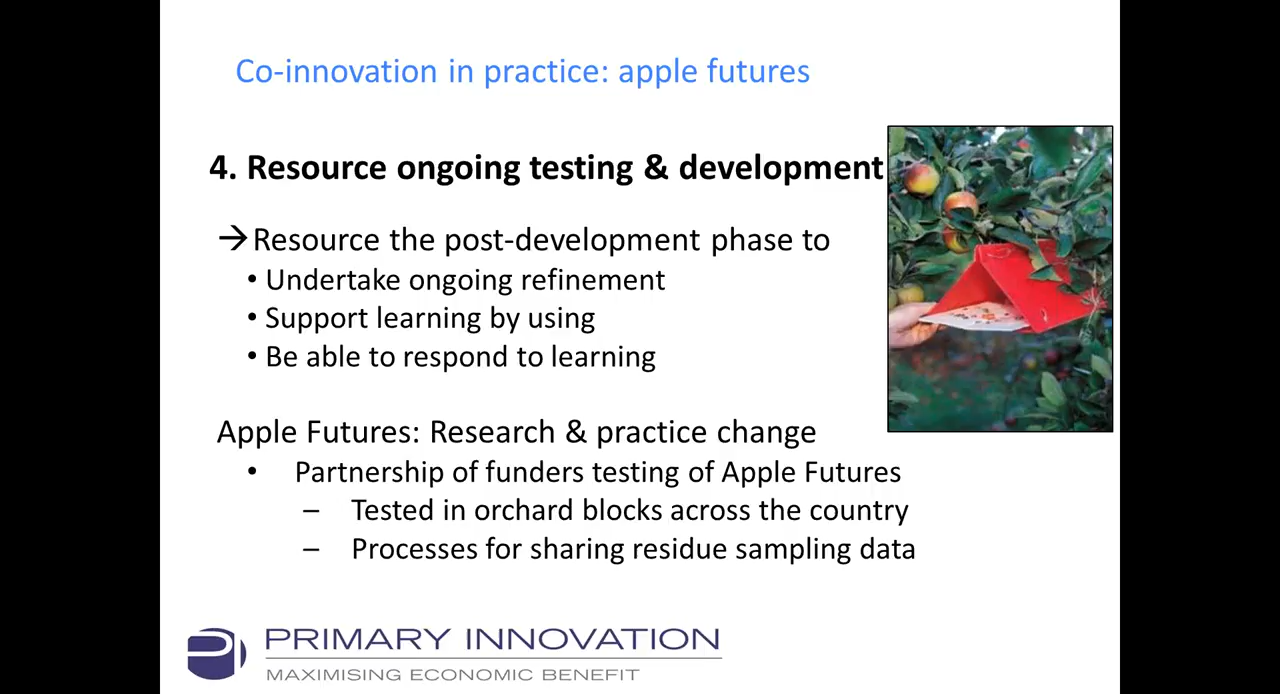 Co-innovation in practice: apple futures
4. Resource ongoing testing & development
→Resource the post-development phase to
• Undertake ongoing refinement
• Support learning by using
• Be able to respond to learning
Apple Futures: Research & practice change
• Partnership of funders testing of Apple Futures
– Tested in orchard blocks across the country
– Processes for sharing residue sampling data
PRIMARY INNOVATION
MAXIMISING ECONOMIC BENEFIT